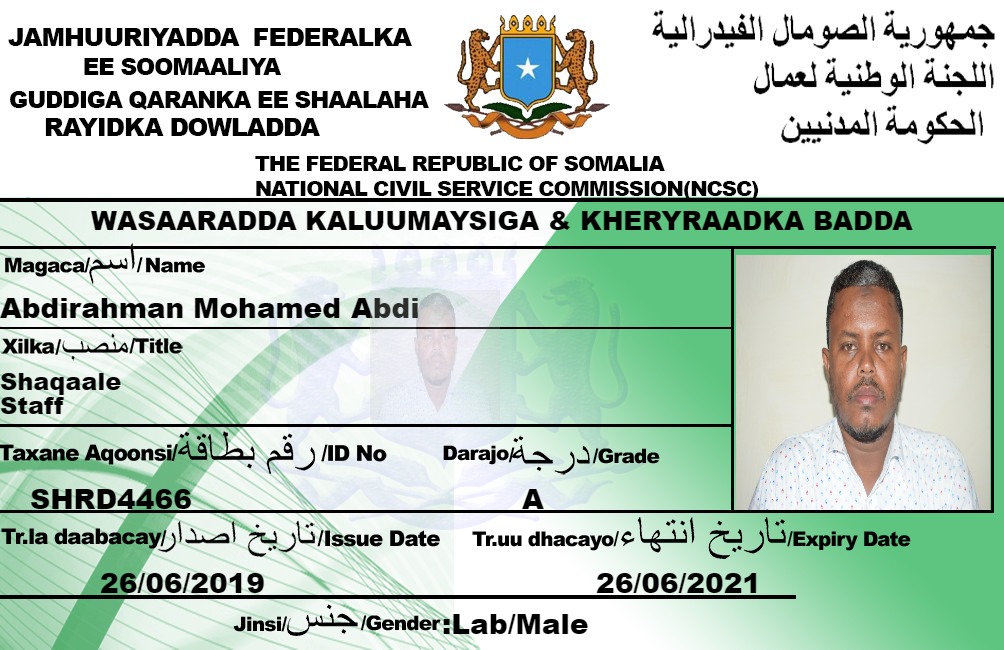 JAMHUURIYADDA FEDERALKA
EE SOOMAALIYA
GUDDIGA QARANKA EE SHAALAHA
RAYIDKA DOWLADDA
جمهورية الصومال الفيدرالية
اللجنة الوطنية لعمال
الحكومة المدنيين
THE FEDERAL REPUBLIC OF SOMALIA
NATIONAL CIVIL SERVICE COMMISSION(NCSC)
WASAARADDA KALUUMAYSIGA & KHERYRAADKA BADDA
Magaca/اسم/Name
Abdirahman Mohamed Abdi
Xilka/منصب/Title
Shaqaale
Staff
Taxane Aqoonsi/رقم بطاقة/ID No
Darajo/درجة/Grade
SHRD4466
A
Tr.la daabacay/تاريخ اصدار/Issue Date
Tr.uu dhacayo/تاريخ انتهاء/Expiry Date
26/06/2019
26/06/2021
Jinsi/جنس/Gender:Lab/Male